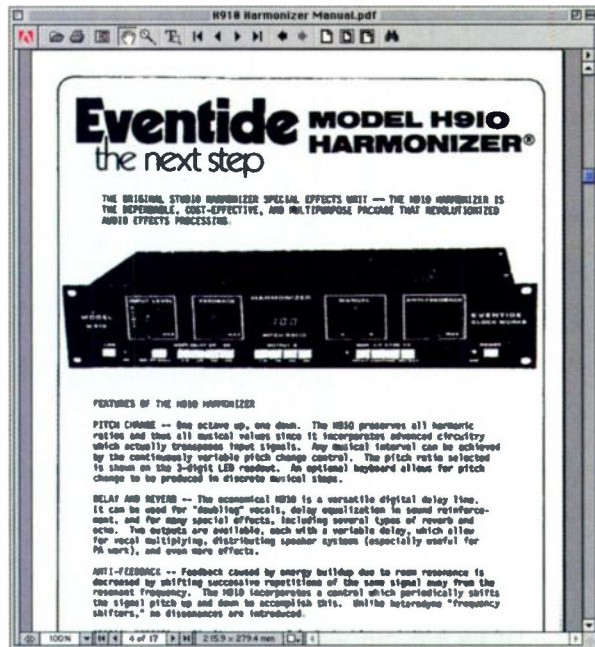 H910 Harmonizer Manual.pdf
Eventide MODEL H910
HARMONIZER®
the next step
THE ORIGINAL STUDIO HARMONIZER SPECIAL EFFECTS UNIT -- THE H910 HARMONIZER IS
THE DEPENDABLE, COST-EFFECTIVE, AND MULTIPURPOSE PACKAGE THAT REVOLUTIONIZED
AUDIO EFFECTS PROCESSING.
MODEL
H910
INPUT LEVEL
FEEDBACK
HARMONIZER
MANUAL
ANTI-FEEDBACK
EVENTIDE
CLOCK WORKS
PITCH RATIO
POWER
FEATURES OF THE H910 HARMONIZER
PITCH CHANGE -- One octave up, one down. The H910 preserves all harmonic
ratios and thus all musical values since it incorporates advanced circuitry
which actually transposes input signals. Any musical interval can be achieved
by the continuously variable pitch change control. The pitch ratio selected
is shown on the 3-digit LED readout. An optional keyboard allows for pitch
change to be produced in discrete musical steps.
DELAY AND REVERB -- The economical H910 is a versatile digital delay line.
It can be used for "doubling" vocals, delay equalization in sound reinforce-
ment, and for many special effects, including several types of reverb and
echo. Two outputs are available, each with a variable delay, which allow
for vocal multiplying, distributing speaker systems (especially useful for
PA work), and even more effects.
ANTI-FEEDBACK -- Feedback caused by energy buildup due to room resonance is
decreased by shifting successive repetitions of the same signal away from the
resonant frequency. The H910 incorporates a control which periodically shifts
the signal pitch up and down to accomplish this. Unlike heterodyne "frequency
shifters," no dissonances are introduced.
100% 4 of 17 215.9 x 279.4 mm